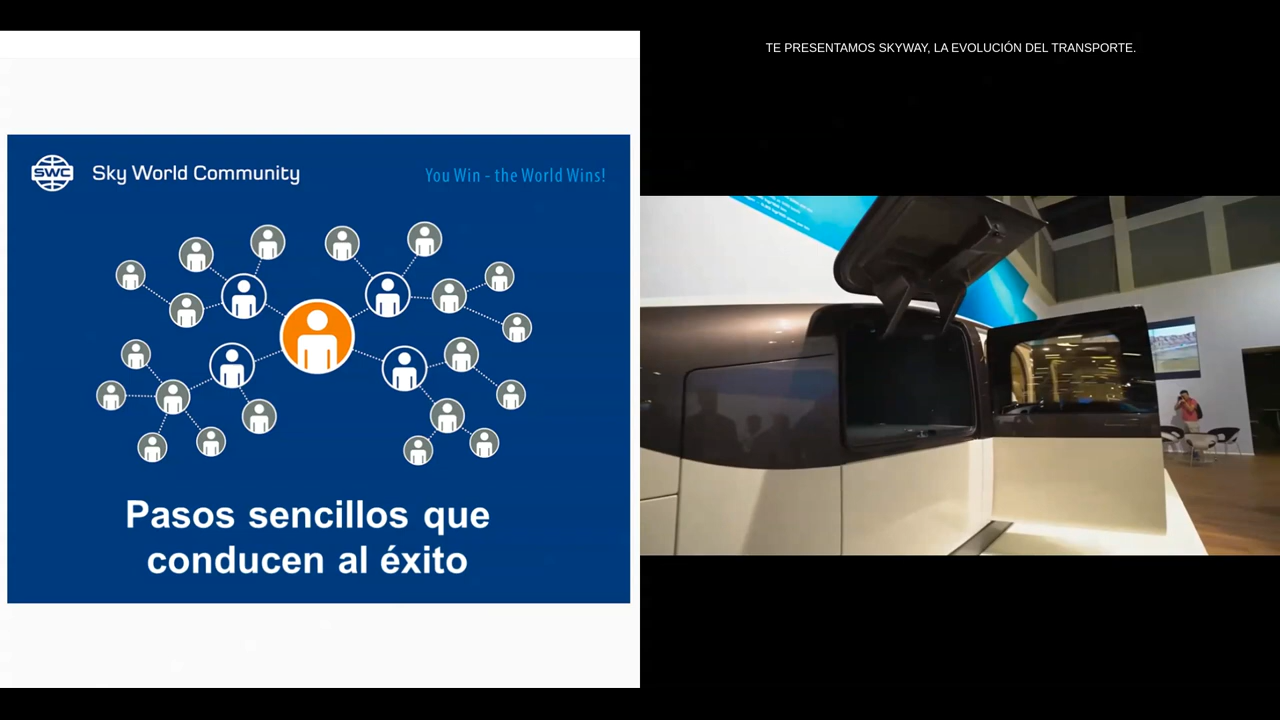 SWC
Sky World Community
You Win - the World Wins!
Pasos sencillos que
conducen al éxito
TE PRESENTAMOS SKYWAY, LA EVOLUCIÓN DEL TRANSPORTE.